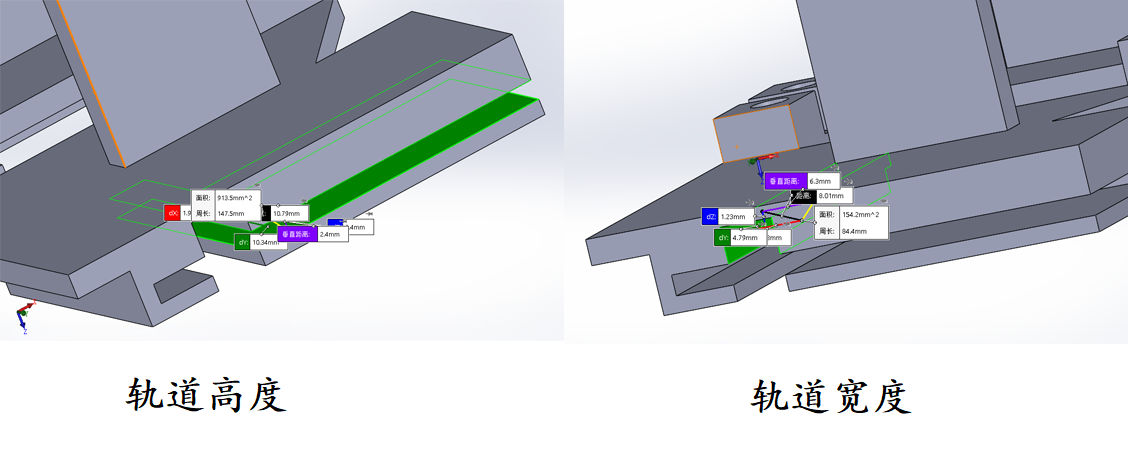 面积: 913.5mm^2
周长: 147.5mm
dX: 1.9
10.79mm
dY: 10.34mm
垂直距离: 2.4mm
4mm
轨道高度
垂直距离: 6.3mm
距离: 8.01mm
dZ: 1.23mm
面积: 154.2mm^2
周长: 84.4mm
dY: 4.79mm
3mm
轨道宽度